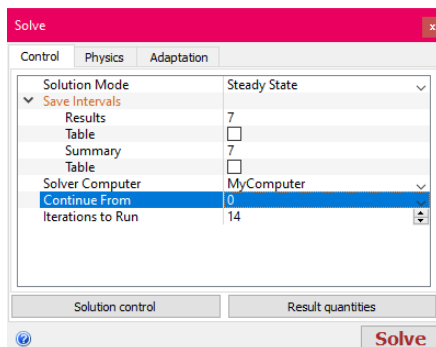 Solve
x
Control Physics Adaptation
Solution Mode Steady State
Save Intervals
Results 7
Table
Summary 7
Table
Solver Computer MyComputer
Continue From 0
Iterations to Run 14
Solution control Result quantities
? Solve